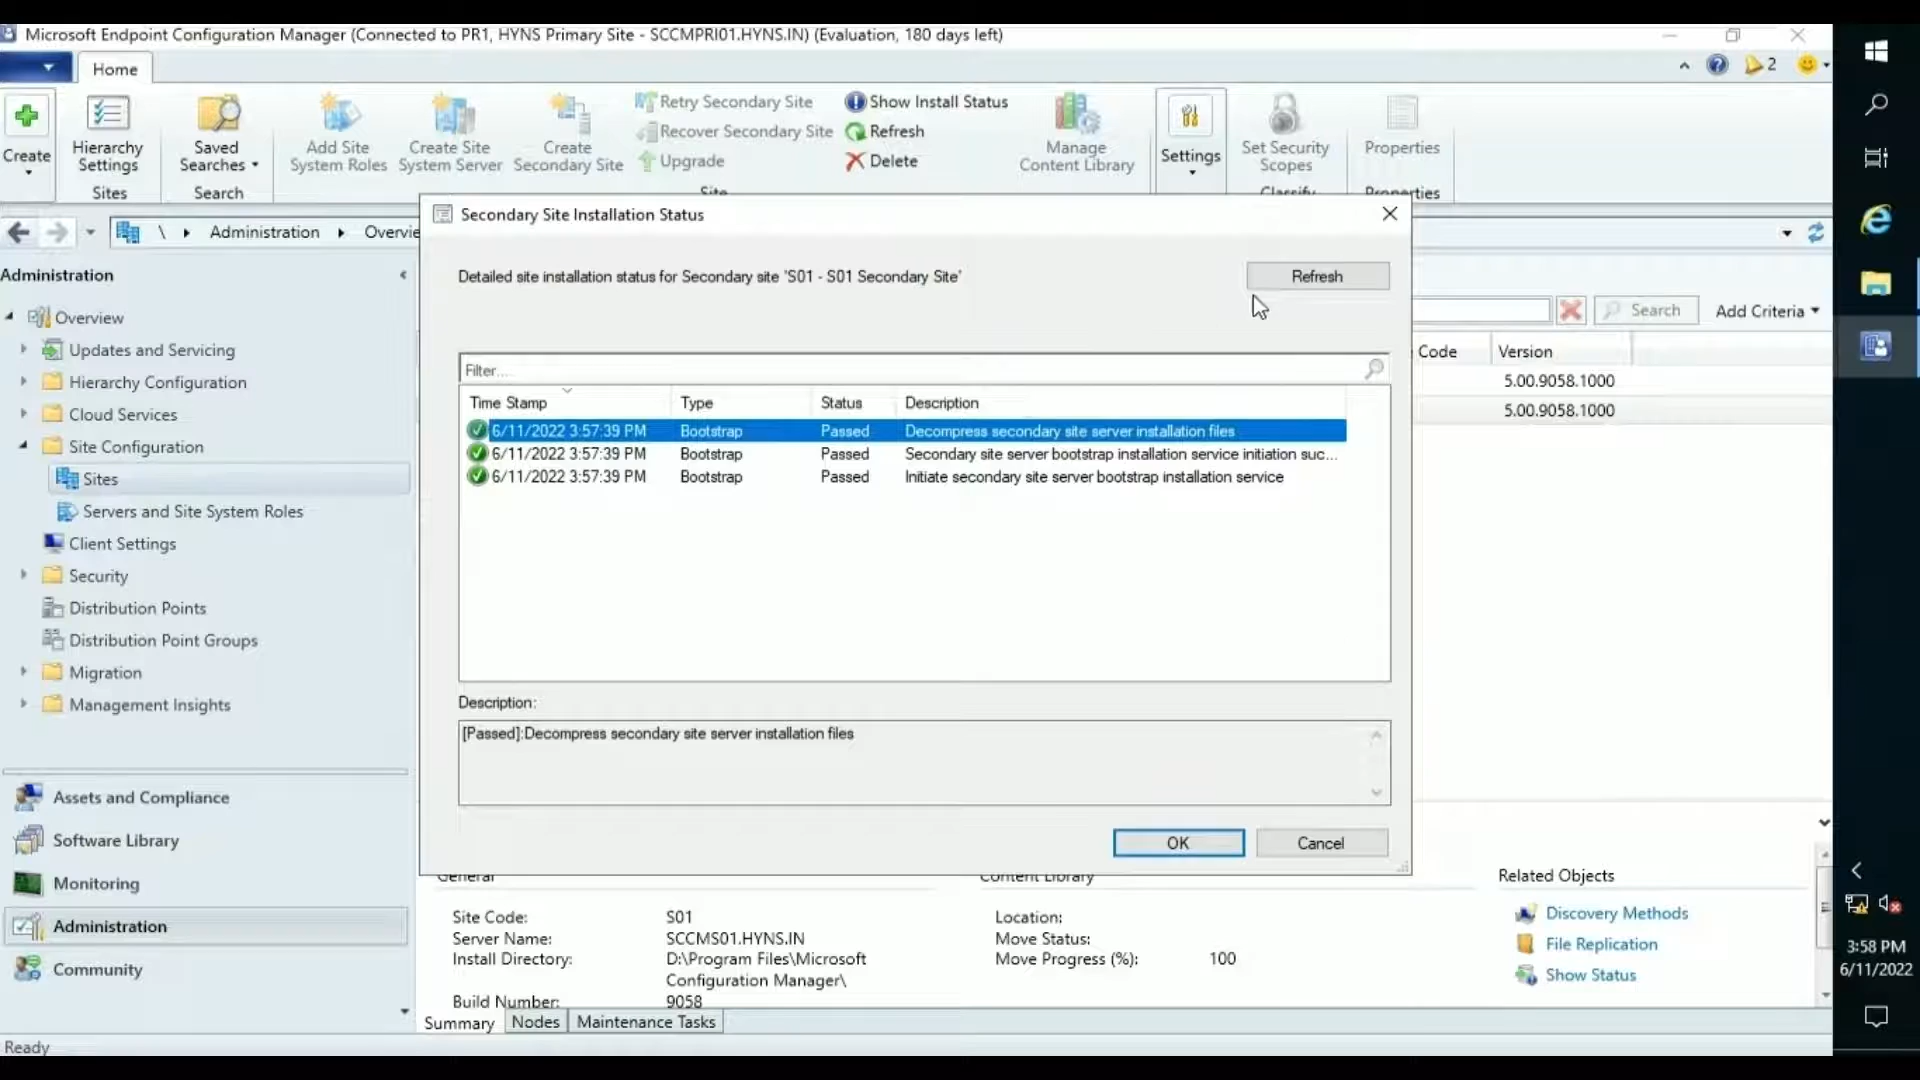 Microsoft Endpoint Configuration Manager (Connected to PR1, HYNS Primary Site - SCCMPRI01.HYNS.IN) (Evaluation, 180 days left)
Home
2
Create
Hierarchy
Settings
Sites
Saved
Searches
Search
Add Site
System Roles
Create Site
System Server
Create
Secondary Site
Retry Secondary Site
Recover Secondary Site
Upgrade
Show Install Status
Refresh
Delete
Site
Manage
Content Library
Settings
Set Security
Scopes
Classify
Properties
Properties
\ Administration Overvie
Administration
Overview
Updates and Servicing
Hierarchy Configuration
Cloud Services
Site Configuration
Sites
Servers and Site System Roles
Client Settings
Security
Distribution Points
Distribution Point Groups
Migration
Management Insights
Assets and Compliance
Software Library
Monitoring
Administration
Community
Ready
Secondary Site Installation Status
Detailed site installation status for Secondary site 'S01 - S01 Secondary Site'
Refresh
Filter...
Time Stamp Type Status Description
6/11/2022 3:57:39 PM Bootstrap Passed Decompress secondary site server installation files
6/11/2022 3:57:39 PM Bootstrap Passed Secondary site server bootstrap installation service initiation suc...
6/11/2022 3:57:39 PM Bootstrap Passed Initiate secondary site server bootstrap installation service
Description:
[Passed]:Decompress secondary site server installation files
OK
Cancel
Search
Add Criteria
Code Version
5.00.9058.1000
5.00.9058.1000
General
Site Code: S01
Server Name: SCCMS01.HYNS.IN
Install Directory: D:\Program Files\Microsoft
Configuration Manager\
Build Number: 9058
Content Library
Location:
Move Status:
Move Progress (%): 100
Related Objects
Discovery Methods
File Replication
Show Status
Summary Nodes Maintenance Tasks
3:58 PM
6/11/2022